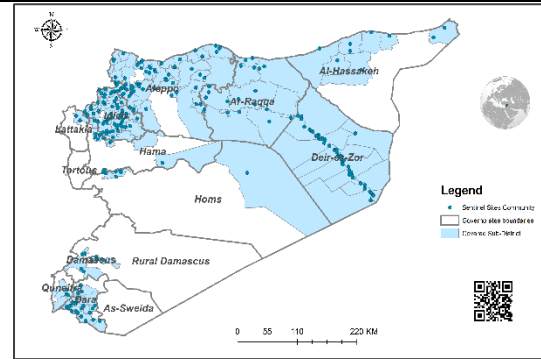 Al-Hassakeh
Aleppo
Al-Raqqa
Idleb
Lattakia
Hama
Deir-ez-Zor
Tortous
Homs
Legend
Sentinel Sites Community
Governorates boundaries
Covered Sub-District
Damascus
Rural Damascus
Quneitra
Dara
As-Sweida
0 55 110 220 KM